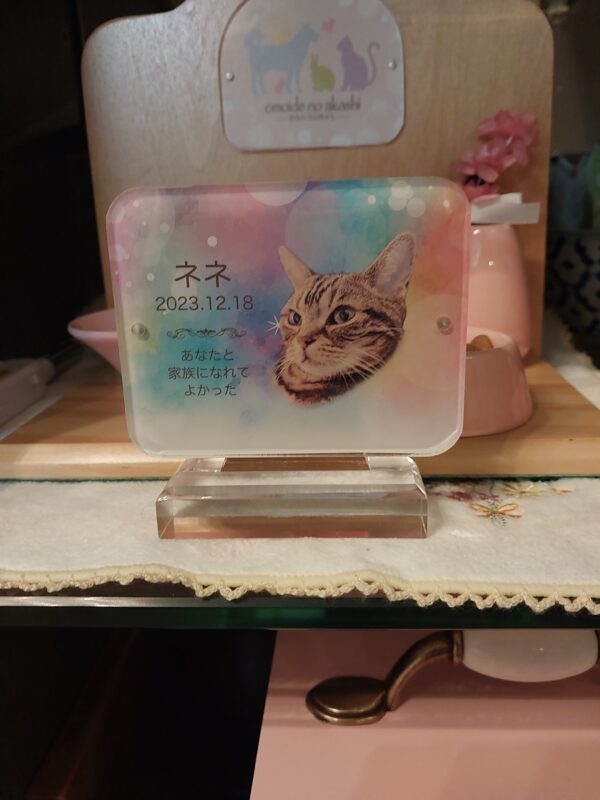 omoide no akashi
ネネ
2023.12.18
あなたと
家族になれて
よかった